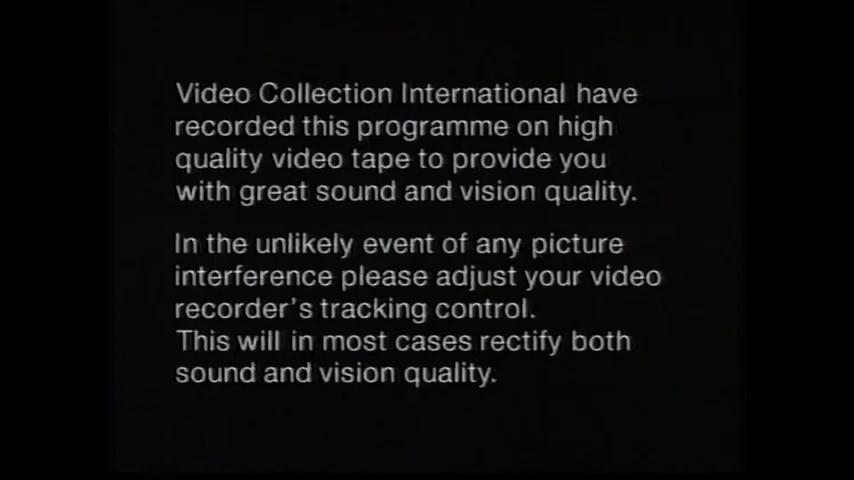 Video Collection International have
recorded this programme on high
quality video tape to provide you
with great sound and vision quality.
In the unlikely event of any picture
interference please adjust your video
recorder's tracking control.
This will in most cases rectify both
sound and vision quality.